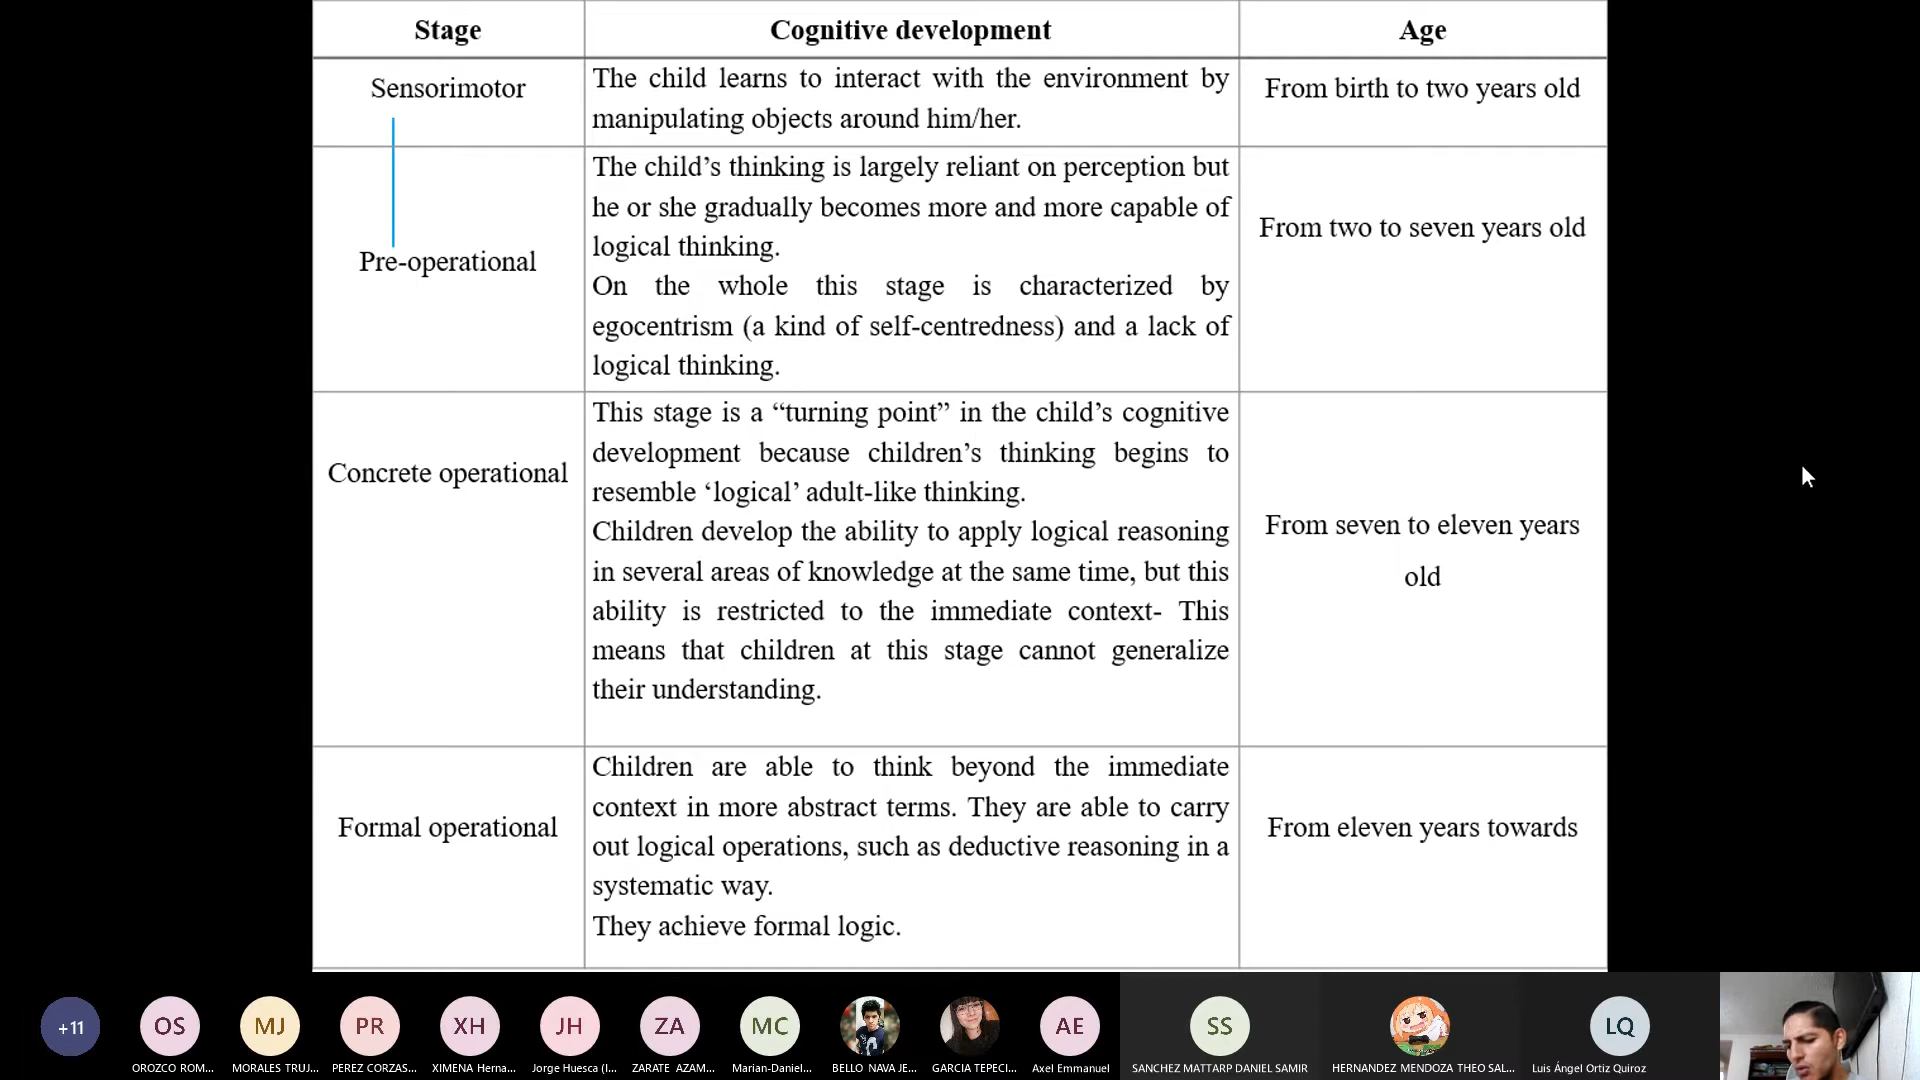 Stage Cognitive development Age
Sensorimotor
The child learns to interact with the environment by
manipulating objects around him/her.
From birth to two years old
Pre-operational
The child’s thinking is largely reliant on perception but
he or she gradually becomes more and more capable of
logical thinking.
On the whole this stage is characterized by
egocentrism (a kind of self-centredness) and a lack of
logical thinking.
From two to seven years old
Concrete operational
This stage is a “turning point” in the child’s cognitive
development because children’s thinking begins to
resemble ‘logical’ adult-like thinking.
Children develop the ability to apply logical reasoning
in several areas of knowledge at the same time, but this
ability is restricted to the immediate context- This
means that children at this stage cannot generalize
their understanding.
From seven to eleven years
old
Formal operational
Children are able to think beyond the immediate
context in more abstract terms. They are able to carry
out logical operations, such as deductive reasoning in a
systematic way.
They achieve formal logic.
From eleven years towards
+11 OS MJ PR XH JH ZA MC AE SS LQ
OROZCO ROM... MORALES TRUJ... PEREZ CORZAS... XIMENA Herna... Jorge Huesca (I... ZARATE AZAM... Marian-Daniel... BELLO NAVA JE... GARCIA TEPECI... Axel Emmanuel SANCHEZ MATTARP DANIEL SAMIR HERNANDEZ MENDOZA THEO SAL... Luis Ángel Ortiz Quiroz